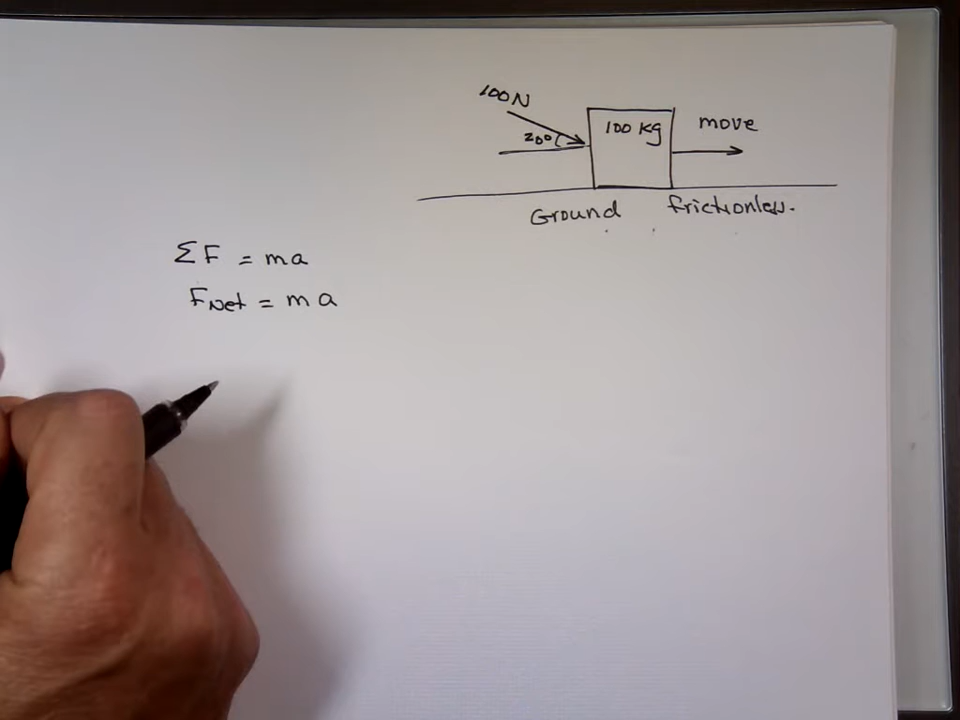 100N
20°
100 kg
move
Ground frictionless.
ΣF = ma
FNet = ma